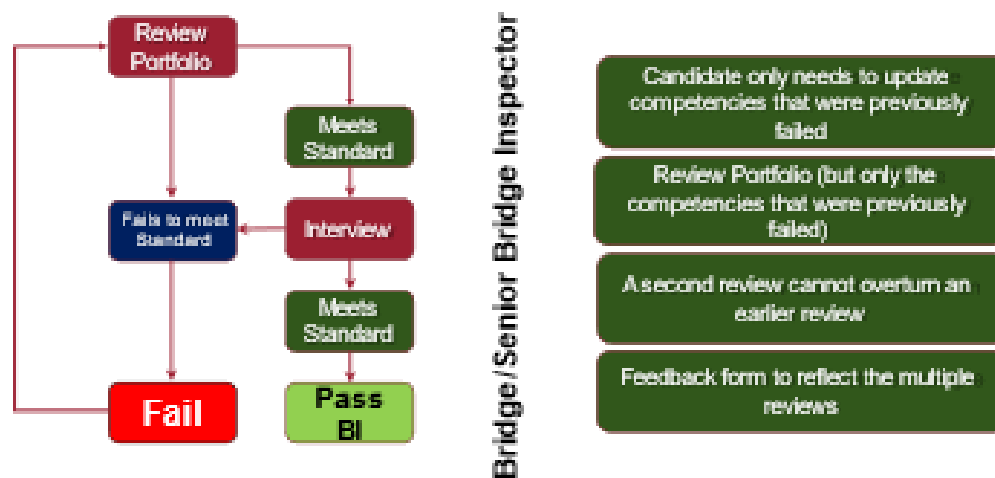 Review
Portfolio
Meets
Standard
Fails to meet
Standard
Interview
Meets
Standard
Fail
Pass
BI
Bridge/Senior Bridge Inspector
Candidate only needs to update
competencies that were previously
failed
Review Portfolio (but only the
competencies that were previously
failed)
A second review cannot overturn an
earlier review
Feedback form to reflect the multiple
reviews